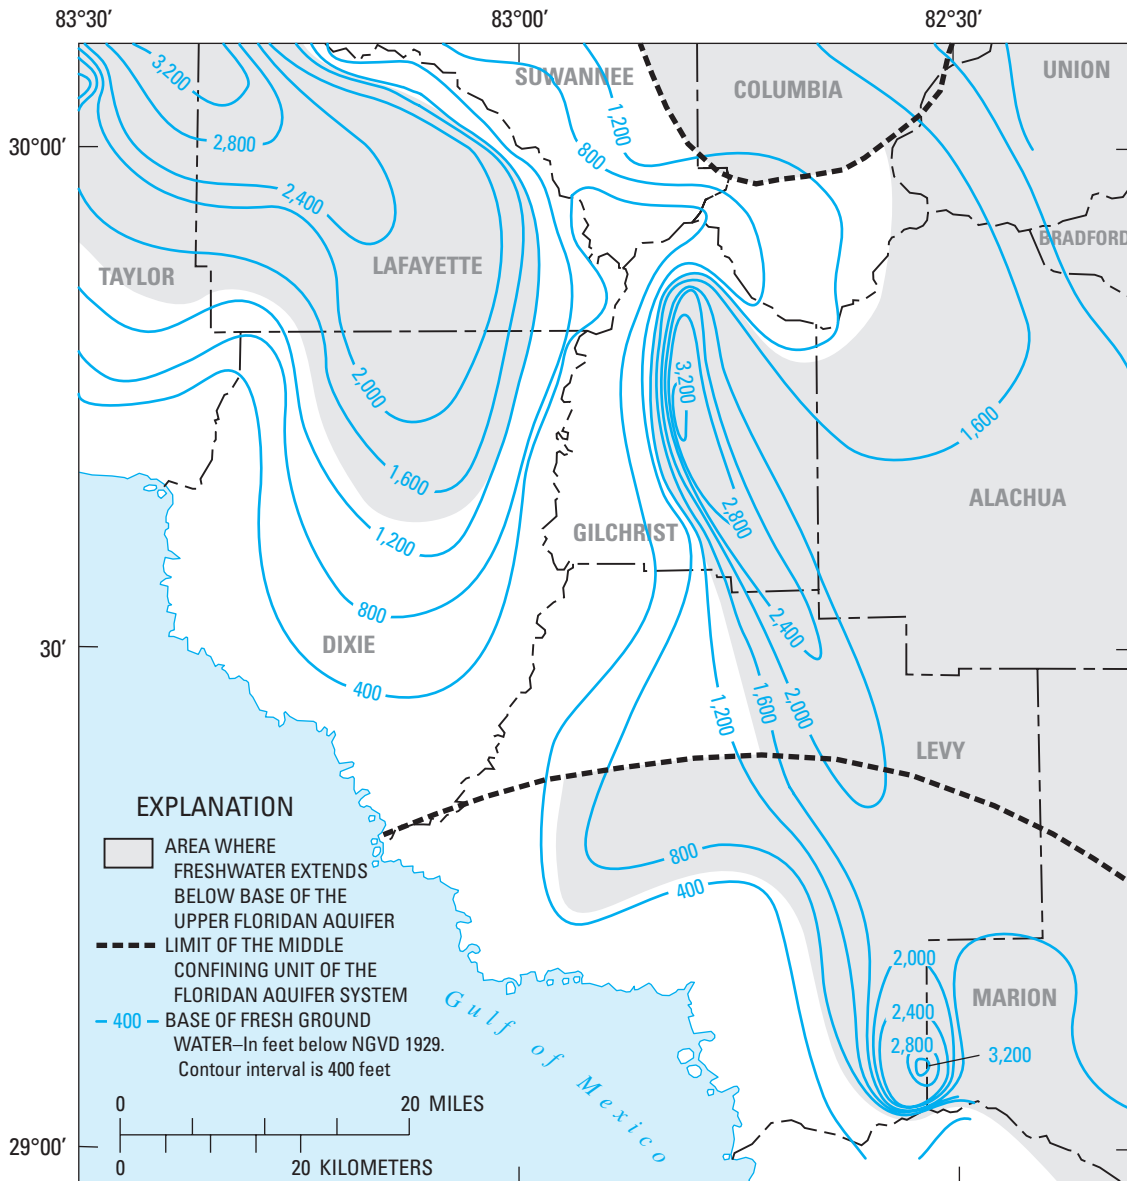 83°30′
83°00′
82°30′
3,200
SUWANNEE
COLUMBIA
UNION
1,200
30°00′
2,800
800
2,400
TAYLOR
LAFAYETTE
BRADFORD
2,000
3,200
1,600
1,600
ALACHUA
2,800
GILCHRIST
1,200
800
2,400
DIXIE
30′
400
1,200
1,600
2,000
LEVY
EXPLANATION
AREA WHERE
FRESHWATER EXTENDS
BELOW BASE OF THE
UPPER FLORIDAN AQUIFER
LIMIT OF THE MIDDLE
CONFINING UNIT OF THE
FLORIDAN AQUIFER SYSTEM
400 BASE OF FRESH GROUND
WATER–In feet below NGVD 1929.
Contour interval is 400 feet
800
400
2,000
MARION
2,400
2,800
3,200
Gulf of Mexico
0 20 MILES
0 20 KILOMETERS
29°00′